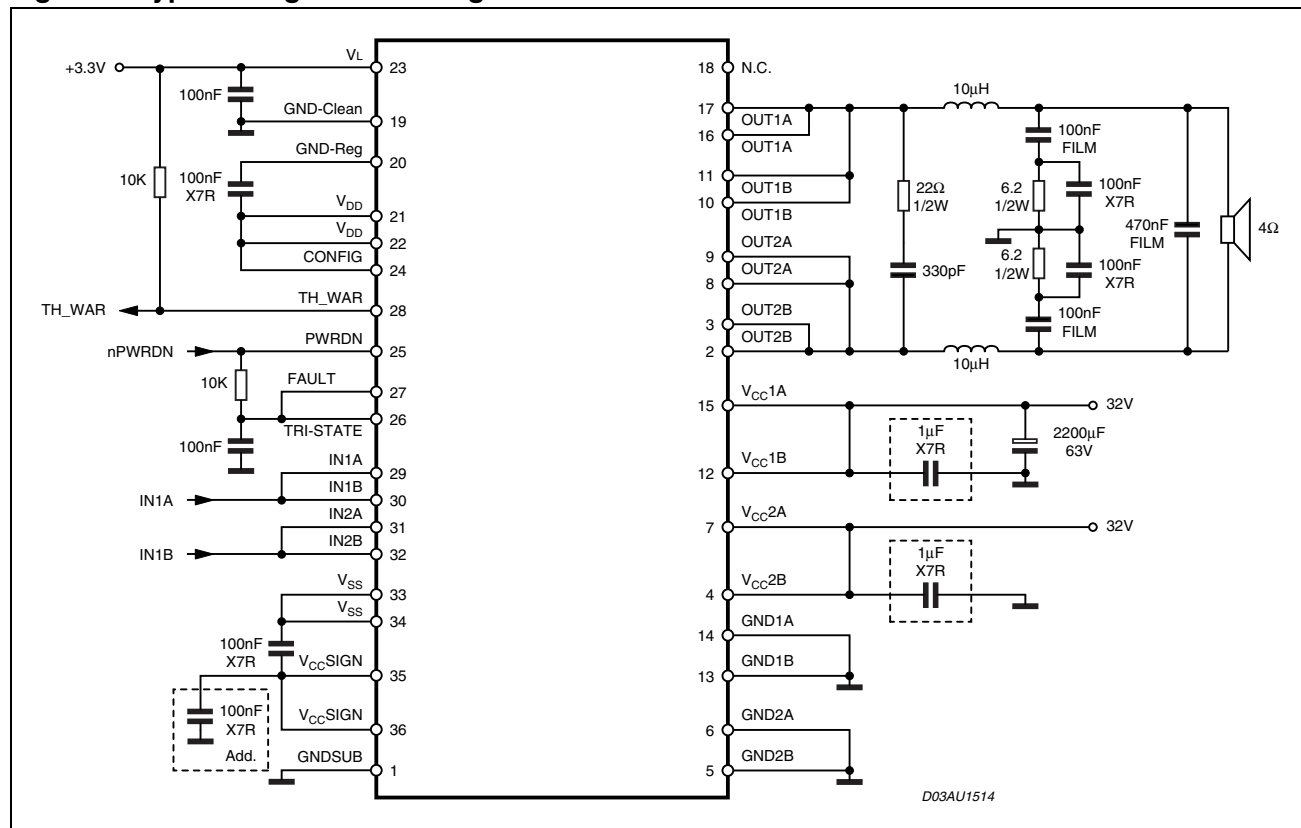 +3.3V
VL
23
18
N.C.
100nF
GND-Clean
19
GND-Reg
20
10K
100nF
X7R
VDD
21
VDD
22
CONFIG
24
TH_WAR
TH_WAR
28
nPWRDN
PWRDN
25
10K
FAULT
27
26
TRI-STATE
100nF
IN1A
29
IN1B
30
IN1A
IN2A
31
IN2B
32
IN1B
VSS
33
VSS
34
100nF
X7R
VCCSIGN
35
100nF
X7R
Add.
VCCSIGN
36
GNDSUB
1
17
OUT1A
16
OUT1A
11
OUT1B
10
OUT1B
OUT2A
9
OUT2A
8
OUT2B
3
OUT2B
2
10µH
22Ω
1/2W
330pF
100nF
FILM
6.2
1/2W
100nF
X7R
6.2
1/2W
100nF
X7R
100nF
FILM
10µH
470nF
FILM
4Ω
15
VCC1A
32V
1µF
X7R
2200µF
63V
12
VCC1B
7
VCC2A
32V
1µF
X7R
4
VCC2B
14
GND1A
13
GND1B
6
GND2A
5
GND2B
D03AU1514